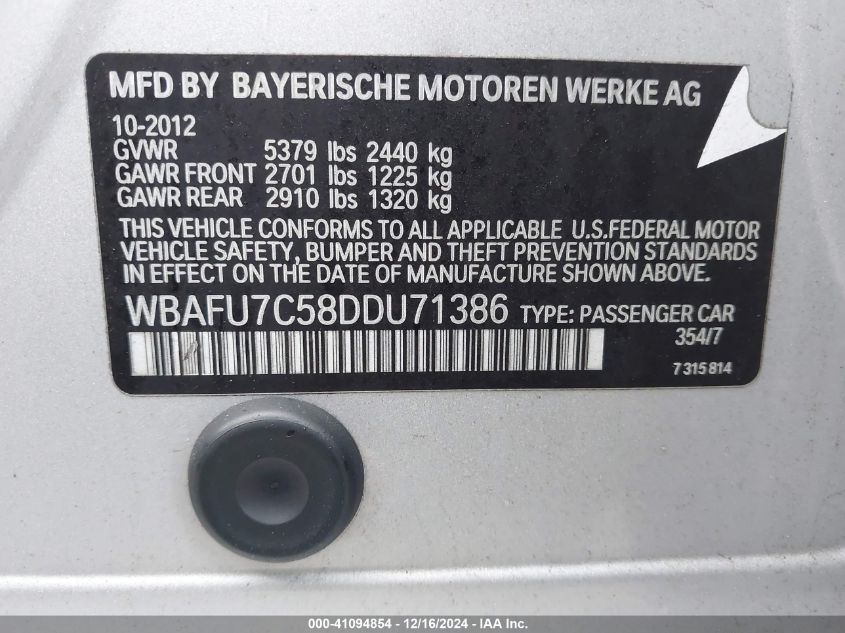 MFD BY BAYERISCHE MOTOREN WERKE AG
10-2012
GVWR 5379 lbs 2440 kg
GAWR FRONT 2701 lbs 1225 kg
GAWR REAR 2910 lbs 1320 kg
THIS VEHICLE CONFORMS TO ALL APPLICABLE U.S.FEDERAL MOTOR
VEHICLE SAFETY, BUMPER AND THEFT PREVENTION STANDARDS
IN EFFECT ON THE DATE OF MANUFACTURE SHOWN ABOVE.
WBAFU7C58DDU71386 TYPE: PASSENGER CAR
354/7
7 315 814
000-41094854 - 12/16/2024 - IAA Inc.